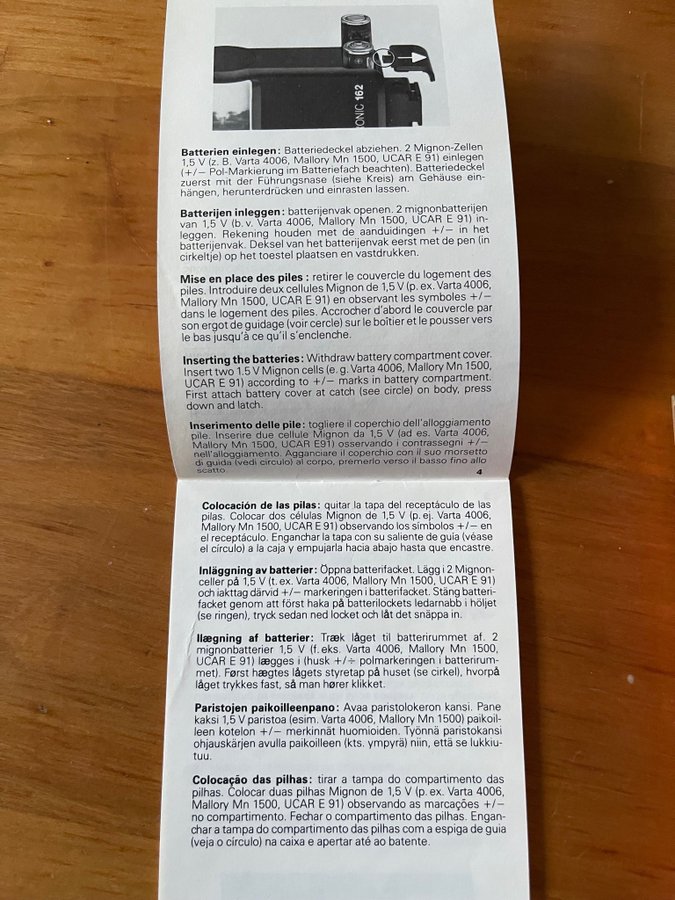 ONIC 162
Batterien einlegen: Batteriedeckel abziehen. 2 Mignon-Zellen
1,5 V (z. B. Varta 4006, Mallory Mn 1500, UCAR E 91) einlegen
(+/− Pol-Markierung im Batteriefach beachten). Batteriedeckel
zuerst mit der Führungsnase (siehe Kreis) am Gehäuse ein-
hängen, herunterdrücken und einrasten lassen.
Batterijen inleggen: batterijenvak openen. 2 mignonbatterijen
van 1,5 V (b. v. Varta 4006, Mallory Mn 1500, UCAR E 91) in-
leggen. Rekening houden met de aanduidingen +/− in het
batterijenvak. Deksel van het batterijenvak eerst met de pen (in
cirkeltje) op het toestel plaatsen en vastdrukken.
Mise en place des piles : retirer le couvercle du logement des
piles. Introduire deux cellules Mignon de 1,5 V (p. ex. Varta 4006,
Mallory Mn 1500, UCAR E 91) en observant les symboles +/−
dans le logement des piles. Accrocher d'abord le couvercle par
son ergot de guidage (voir cercle) sur le boîtier et le pousser vers
le bas jusqu'à ce qu'il s'enclenche.
Inserting the batteries: Withdraw battery compartment cover.
Insert two 1.5 V Mignon cells (e. g. Varta 4006, Mallory Mn 1500,
UCAR E 91) according to +/− marks in battery compartment.
First attach battery cover at catch (see circle) on body, press
down and latch.
Inserimento delle pile: togliere il coperchio dell'alloggiamento
pile. Inserire due cellule Mignon da 1,5 V (ad es. Varta 4006,
Mallory Mn 1500, UCAR E91) osservando i contrassegni +/−
nell'alloggiamento. Agganciare il coperchio con il suo morsetto
di guida (vedi circulo) al corpo, premerlo verso il basso fino allo
scatto.
4
Colocación de las pilas: quitar la tapa del receptáculo de las
pilas. Colocar dos células Mignon de 1,5 V (p. ej. Varta 4006,
Mallory Mn 1500, UCAR E 91) observando los símbolos +/− en
el receptáculo. Enganchar la tapa con su saliente de guia (véase
el círculo) a la caja y empujarla hacia abajo hasta que encastre.
Inläggning av batterier: Öppna batterifacket. Lägg i 2 Mignon-
celler på 1,5 V (t. ex. Varta 4006, Mallory Mn 1500, UCAR E 91)
och iakttag därvid +/− markeringen i batterifacket. Stäng batteri-
facket genom att först haka på batterilockets ledarnabb i höljet
(se ringen), tryck sedan ned locket och låt det snäppa in.
Ilægning af batterier: Træk låget til batterirummet af. 2
mignonbatterier 1,5 V (f. eks. Varta 4006, Mallory Mn 1500,
UCAR E 91) lægges i (husk +/÷ polmarkeringen i batterirum-
met). Først hægtes lågets styretap på huset (se cirkel), hvorpå
låget trykkes fast, så man hører klikket.
Paristojen paikoilleenpano: Avaa paristolokeron kansi. Pane
kaksi 1,5 V paristoa (esim. Varta 4006, Mallory Mn 1500) paikoil-
leen kotelon +/− merkinnät huomioiden. Työnnä paristokansi
ohjauskärjen avulla paikoilleen (kts. ympyrä) niin, että se lukkiu-
tuu.
Colocação das pilhas: tirar a tampa do compartimento das
pilhas. Colocar duas pilhas Mignon de 1,5 V (p. ex. Varta 4006,
Mallory Mn 1500, UCAR E 91) observando as marcações +/−
no compartimento. Fechar o compartimento das pilhas. Engan-
char a tampa do compartimento das pilhas com a espiga de guia
(veja o círculo) na caixa e apertar até ao batente.